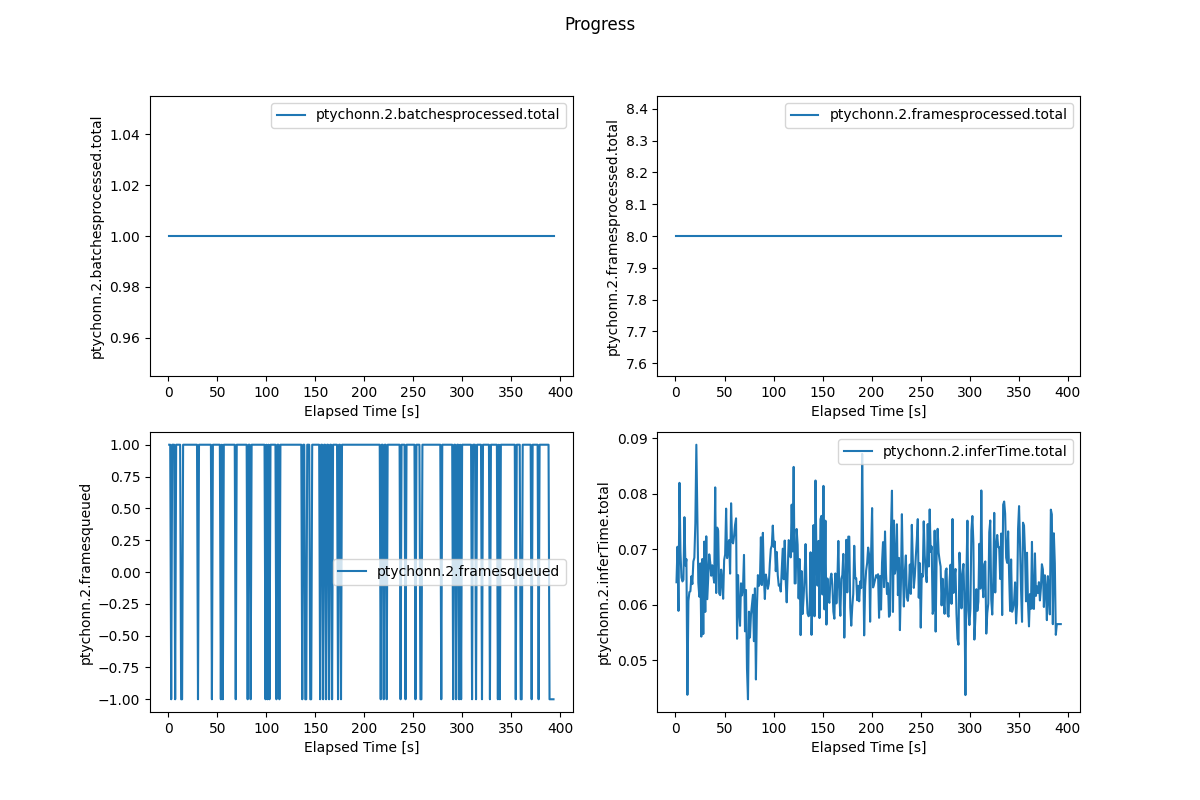 Progress
ptychonn.2.batchesprocessed.total
1.04
1.02
1.00
0.98
0.96
ptychonn.2.batchesprocessed.total
0 50 100 150 200 250 300 350 400
Elapsed Time [s]
ptychonn.2.framesprocessed.total
8.4
8.3
8.2
8.1
8.0
7.9
7.8
7.7
7.6
ptychonn.2.framesprocessed.total
0 50 100 150 200 250 300 350 400
Elapsed Time [s]
ptychonn.2.framesqueued
1.00
0.75
0.50
0.25
0.00
−0.25
−0.50
−0.75
−1.00
ptychonn.2.framesqueued
0 50 100 150 200 250 300 350 400
Elapsed Time [s]
ptychonn.2.inferTime.total
0.09
0.08
0.07
0.06
0.05
ptychonn.2.inferTime.total
0 50 100 150 200 250 300 350 400
Elapsed Time [s]